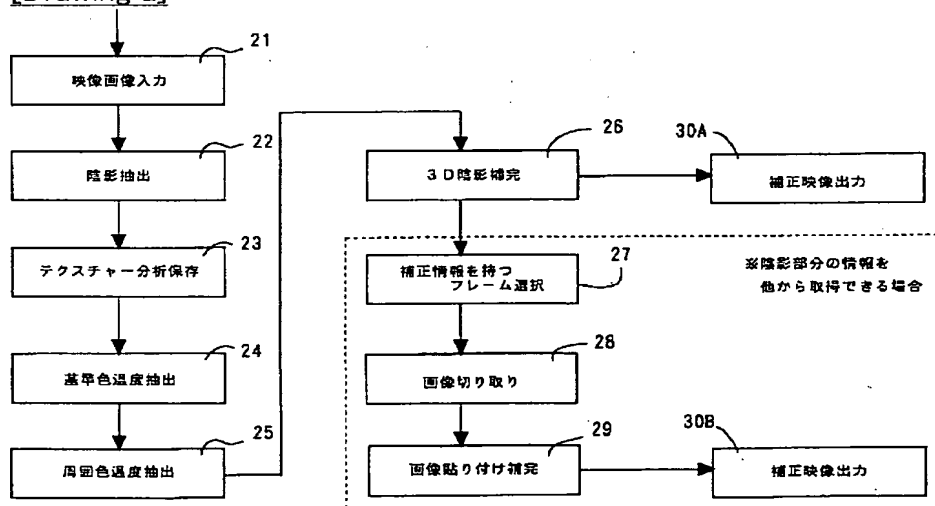 21
映像画像入力
22
陰影抽出
23
テクスチャー分析保存
24
基準色温度抽出
25
周囲色温度抽出
26
3D陰影補完
30A
補正映像出力
27
補正情報を持つ
フレーム選択
※陰影部分の情報を
他から取得できる場合
28
画像切り取り
29
画像貼り付け補完
30B
補正映像出力